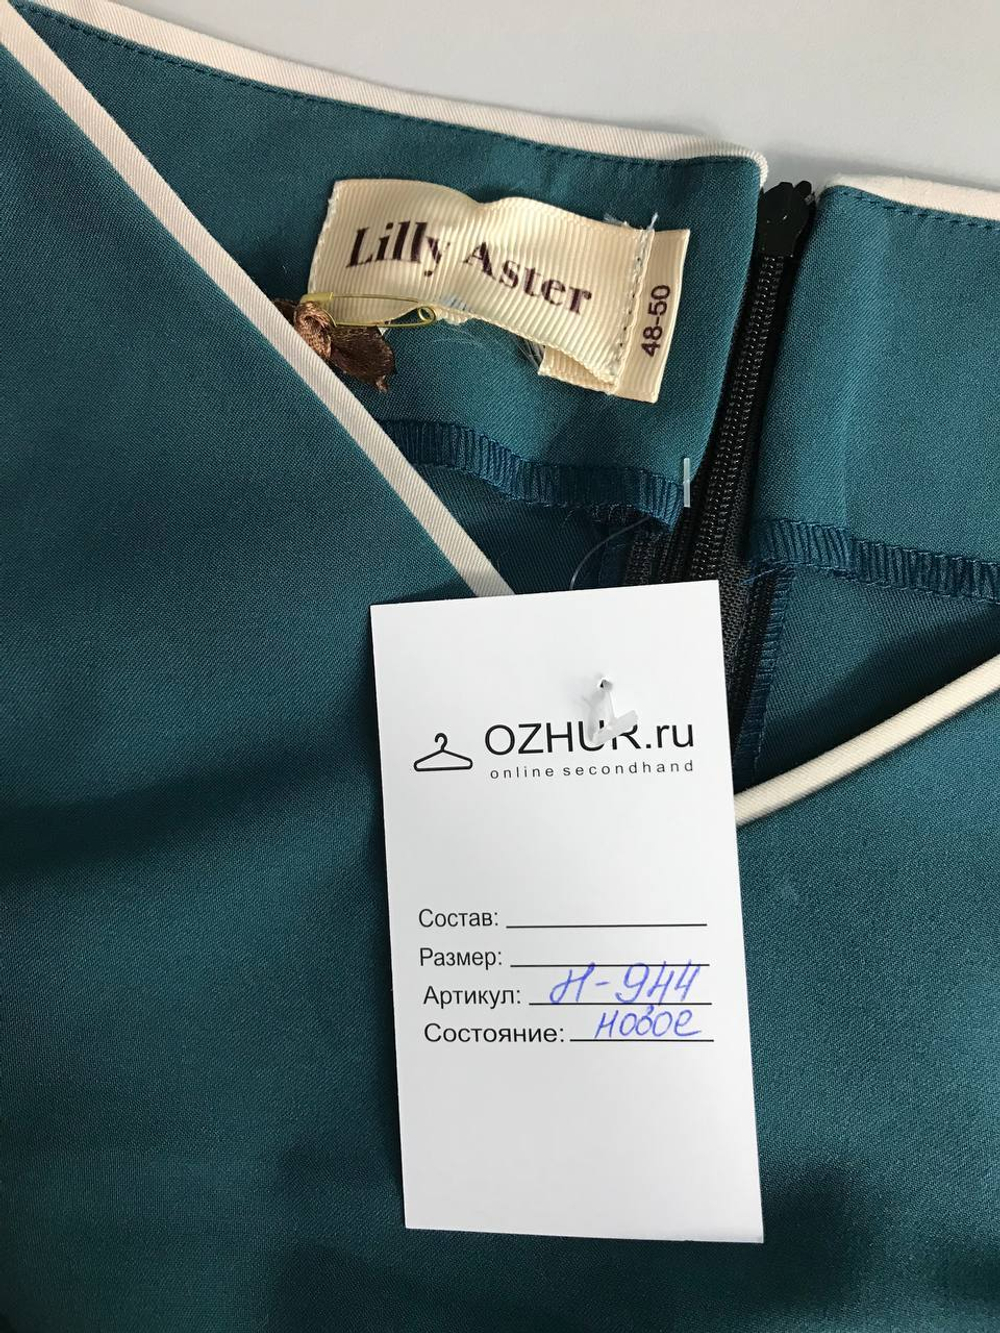 Lilly Aster
48-50
OZHUR.ru
online secondhand
Состав:
Размер:
Артикул: Н-944
Состояние: новое